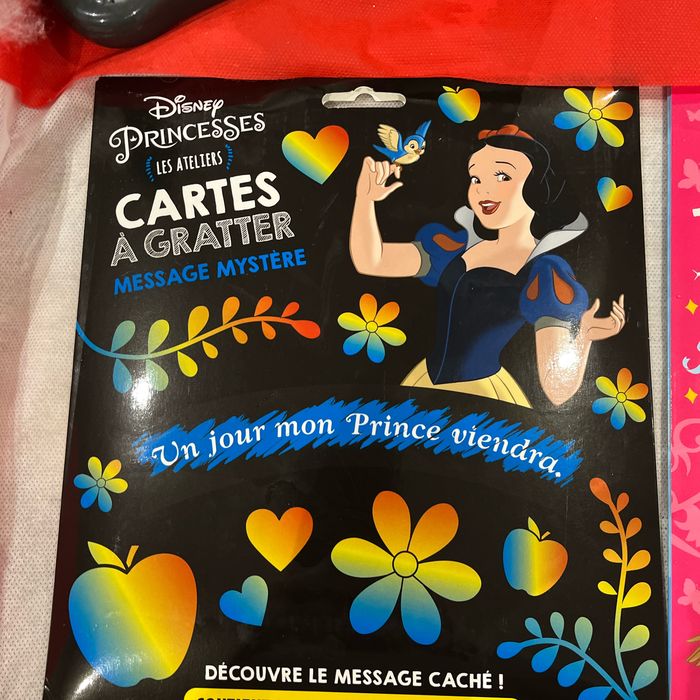 Disney
PRINCESSES
LES ATELIERS
CARTES
À GRATTER
MESSAGE MYSTÈRE
Un jour mon Prince viendra.
DÉCOUVRE LE MESSAGE CACHÉ !